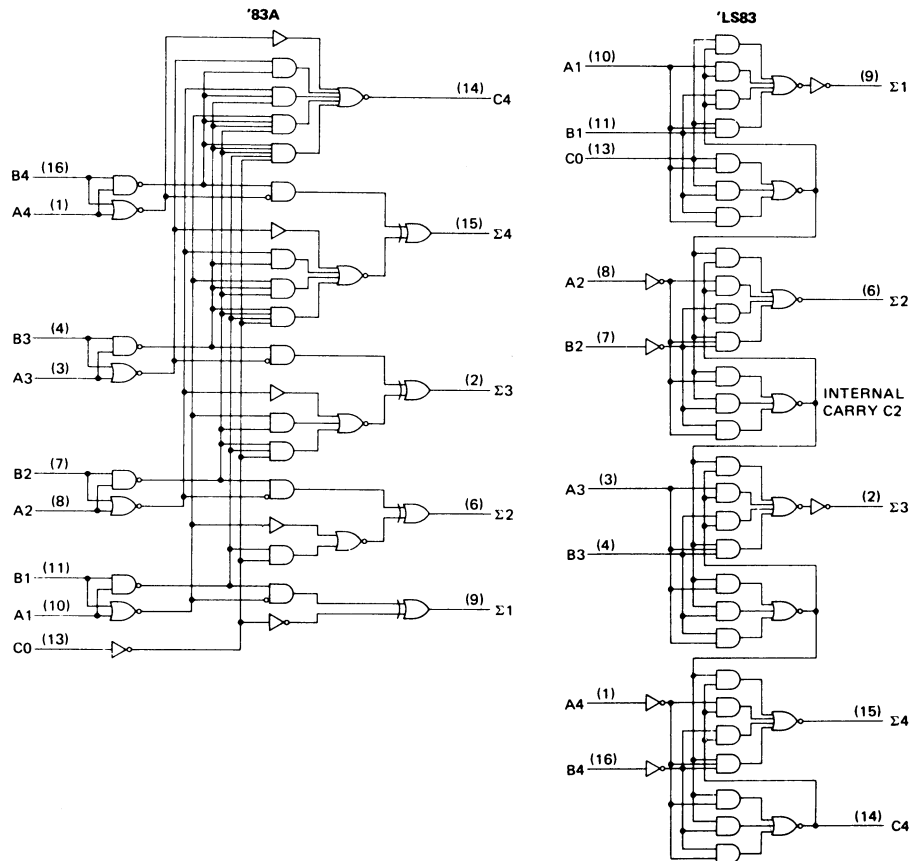 '83A
(14) C4
B4 (16)
A4 (1)
(15) Σ4
B3 (4)
A3 (3)
(2) Σ3
B2 (7)
A2 (8)
(6) Σ2
B1 (11)
A1 (10)
(9) Σ1
C0 (13)
'LS83
A1 (10)
(9) Σ1
B1 (11)
C0 (13)
A2 (8)
(6) Σ2
B2 (7)
INTERNAL
CARRY C2
A3 (3)
(2) Σ3
B3 (4)
A4 (1)
(15) Σ4
B4 (16)
(14) C4